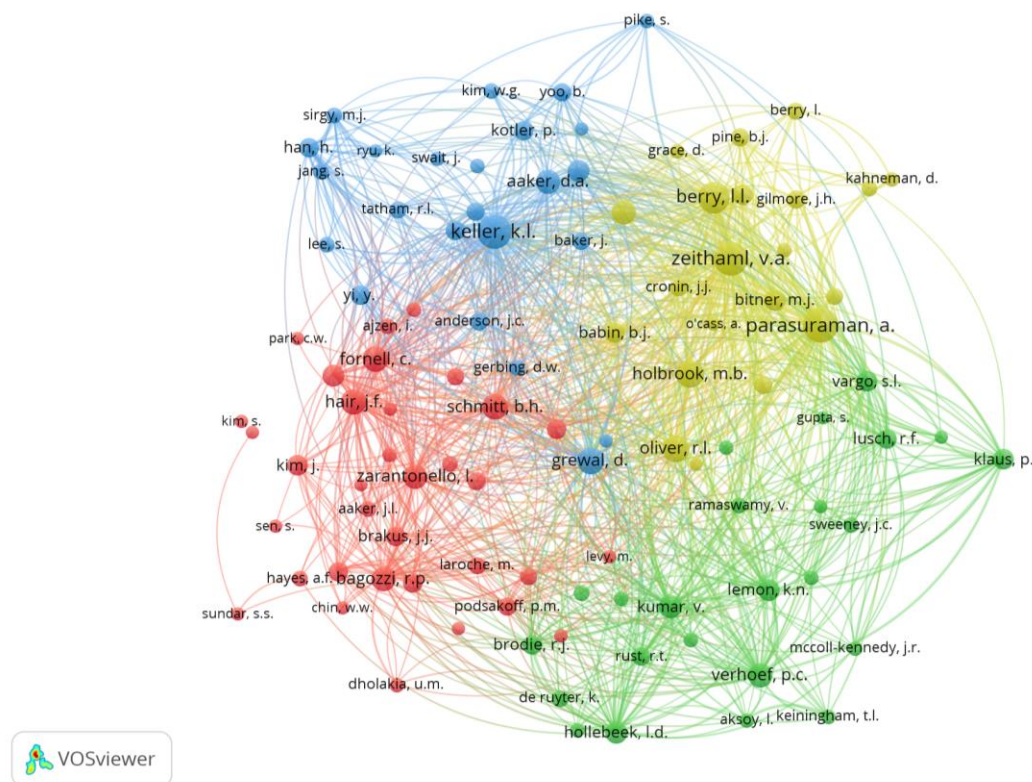 pike, s.
kim, w.g.
yoo, b.
sirgy, m.j.
kotler, p.
berry, l.
pine, b.j.
han, h.
ryu, k.
swait, j.
grace, d.
jang, s.
aaker, d.a.
kahneman, d.
berry, l.l.
gilmore, j.h.
tatham, r.l.
keller, k.l.
lee, s.
baker, j.
zeithaml, v.a.
cronin, j.j.
yi, y.
bitner, m.j.
ajzen, i.
anderson, j.c.
o'cass, a.
parasuraman, a.
park, c.w.
babin, b.j.
fornell, c.
gerbing, d.w.
holbrook, m.b.
vargo, s.l.
hair, j.f.
schmitt, b.h.
kim, s.
gupta, s.
lusch, r.f.
oliver, r.l.
grewal, d.
klaus, p.
kim, j.
zarantonello, l.
aaker, j.l.
ramaswamy, v.
sen, s.
sweeney, j.c.
brakus, j.j.
levy, m.
laroche, m.
hayes, a.f.
bagozzi, r.p.
lemon, k.n.
chin, w.w.
podsakoff, p.m.
kumar, v.
sundar, s.s.
brodie, r.j.
mccoll-kennedy, j.r.
rust, r.t.
verhoef, p.c.
dholakia, u.m.
de ruyter, k.
aksoy, l.
keiningham, t.l.
hollebeek, l.d.
VOSviewer